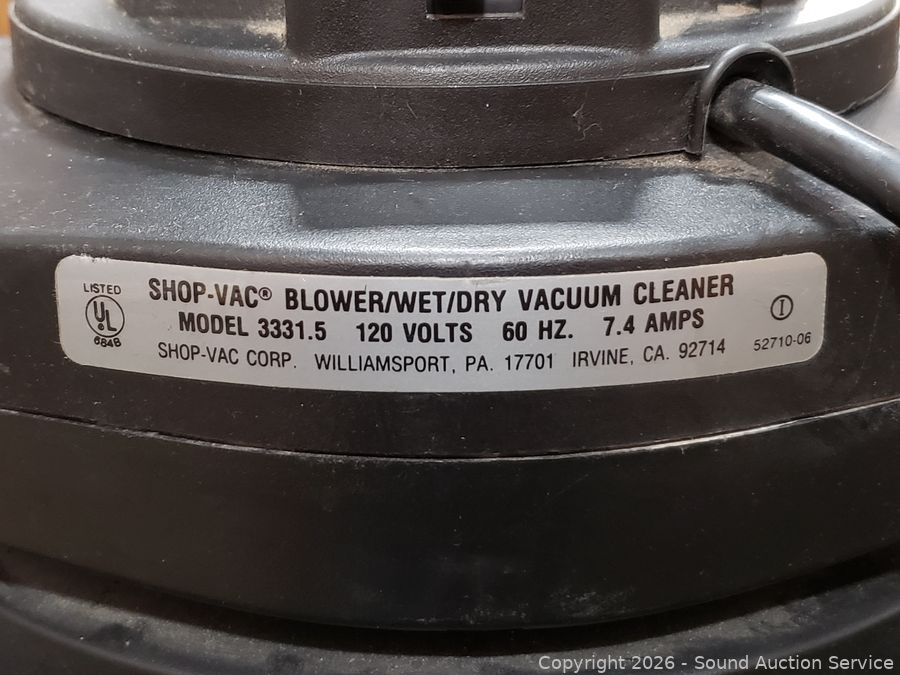 LISTED
UL
684B
SHOP-VAC® BLOWER/WET/DRY VACUUM CLEANER
MODEL 3331.5 120 VOLTS 60 HZ. 7.4 AMPS
SHOP-VAC CORP. WILLIAMSPORT, PA. 17701 IRVINE, CA. 92714
I
52710-06
Copyright 2026 - Sound Auction Service